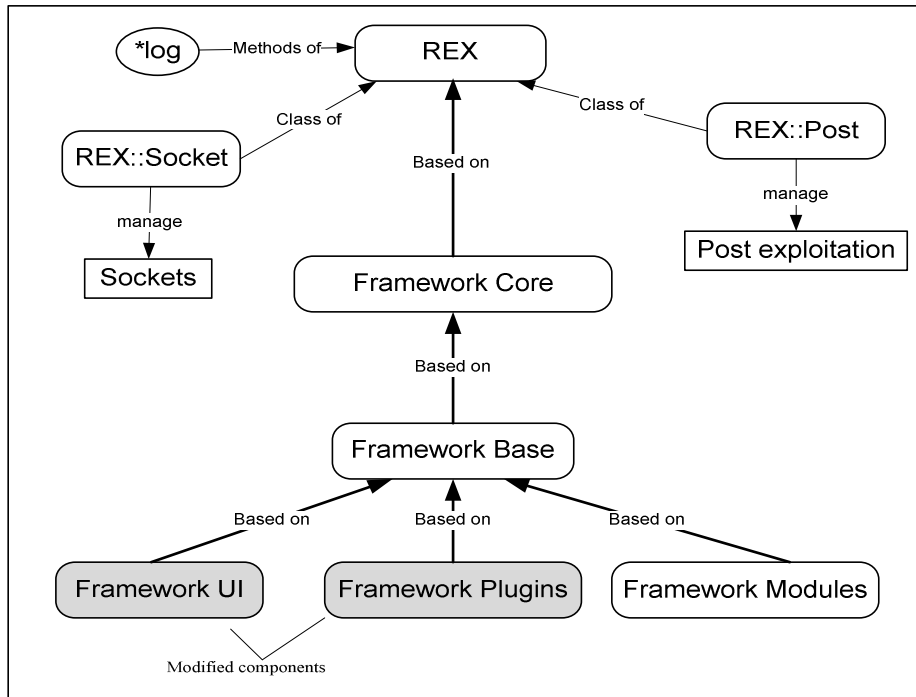 *log
Methods of
REX
Class of
Class of
REX::Socket
REX::Post
Based on
manage
manage
Sockets
Post exploitation
Framework Core
Based on
Framework Base
Based on
Based on
Based on
Framework UI
Framework Plugins
Framework Modules
Modified components